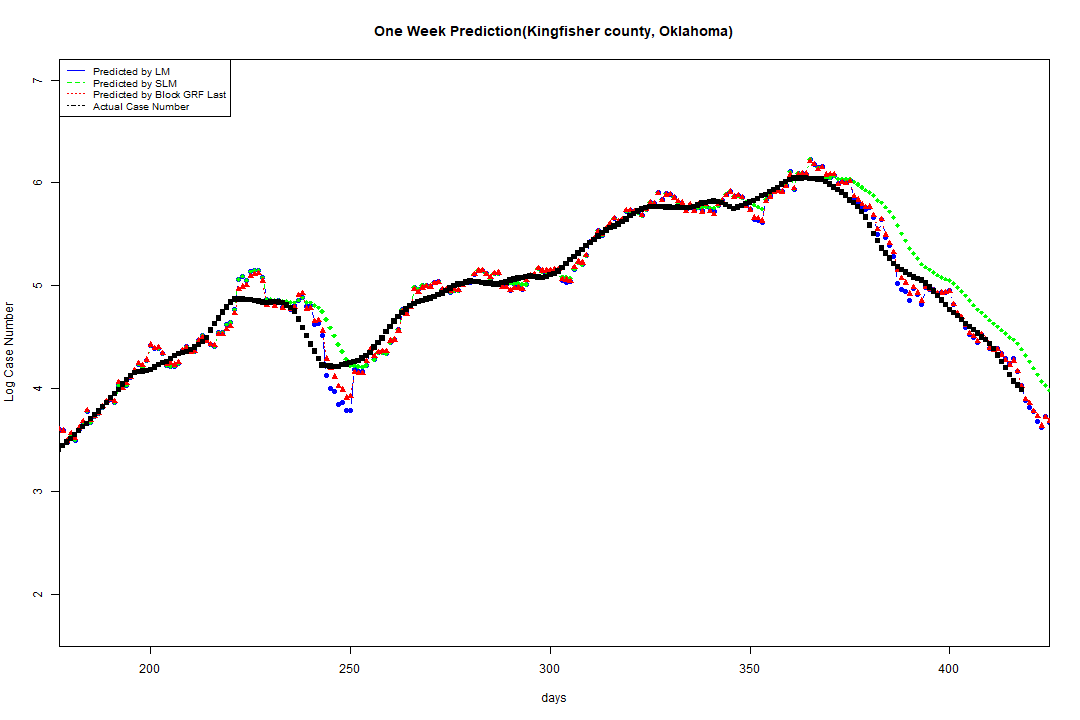 One Week Prediction(Kingfisher county, Oklahoma)
Predicted by LM
Predicted by SLM
Predicted by Block GRF Last
Actual Case Number
7
6
5
4
3
2
Log Case Number
200 250 300 350 400
days